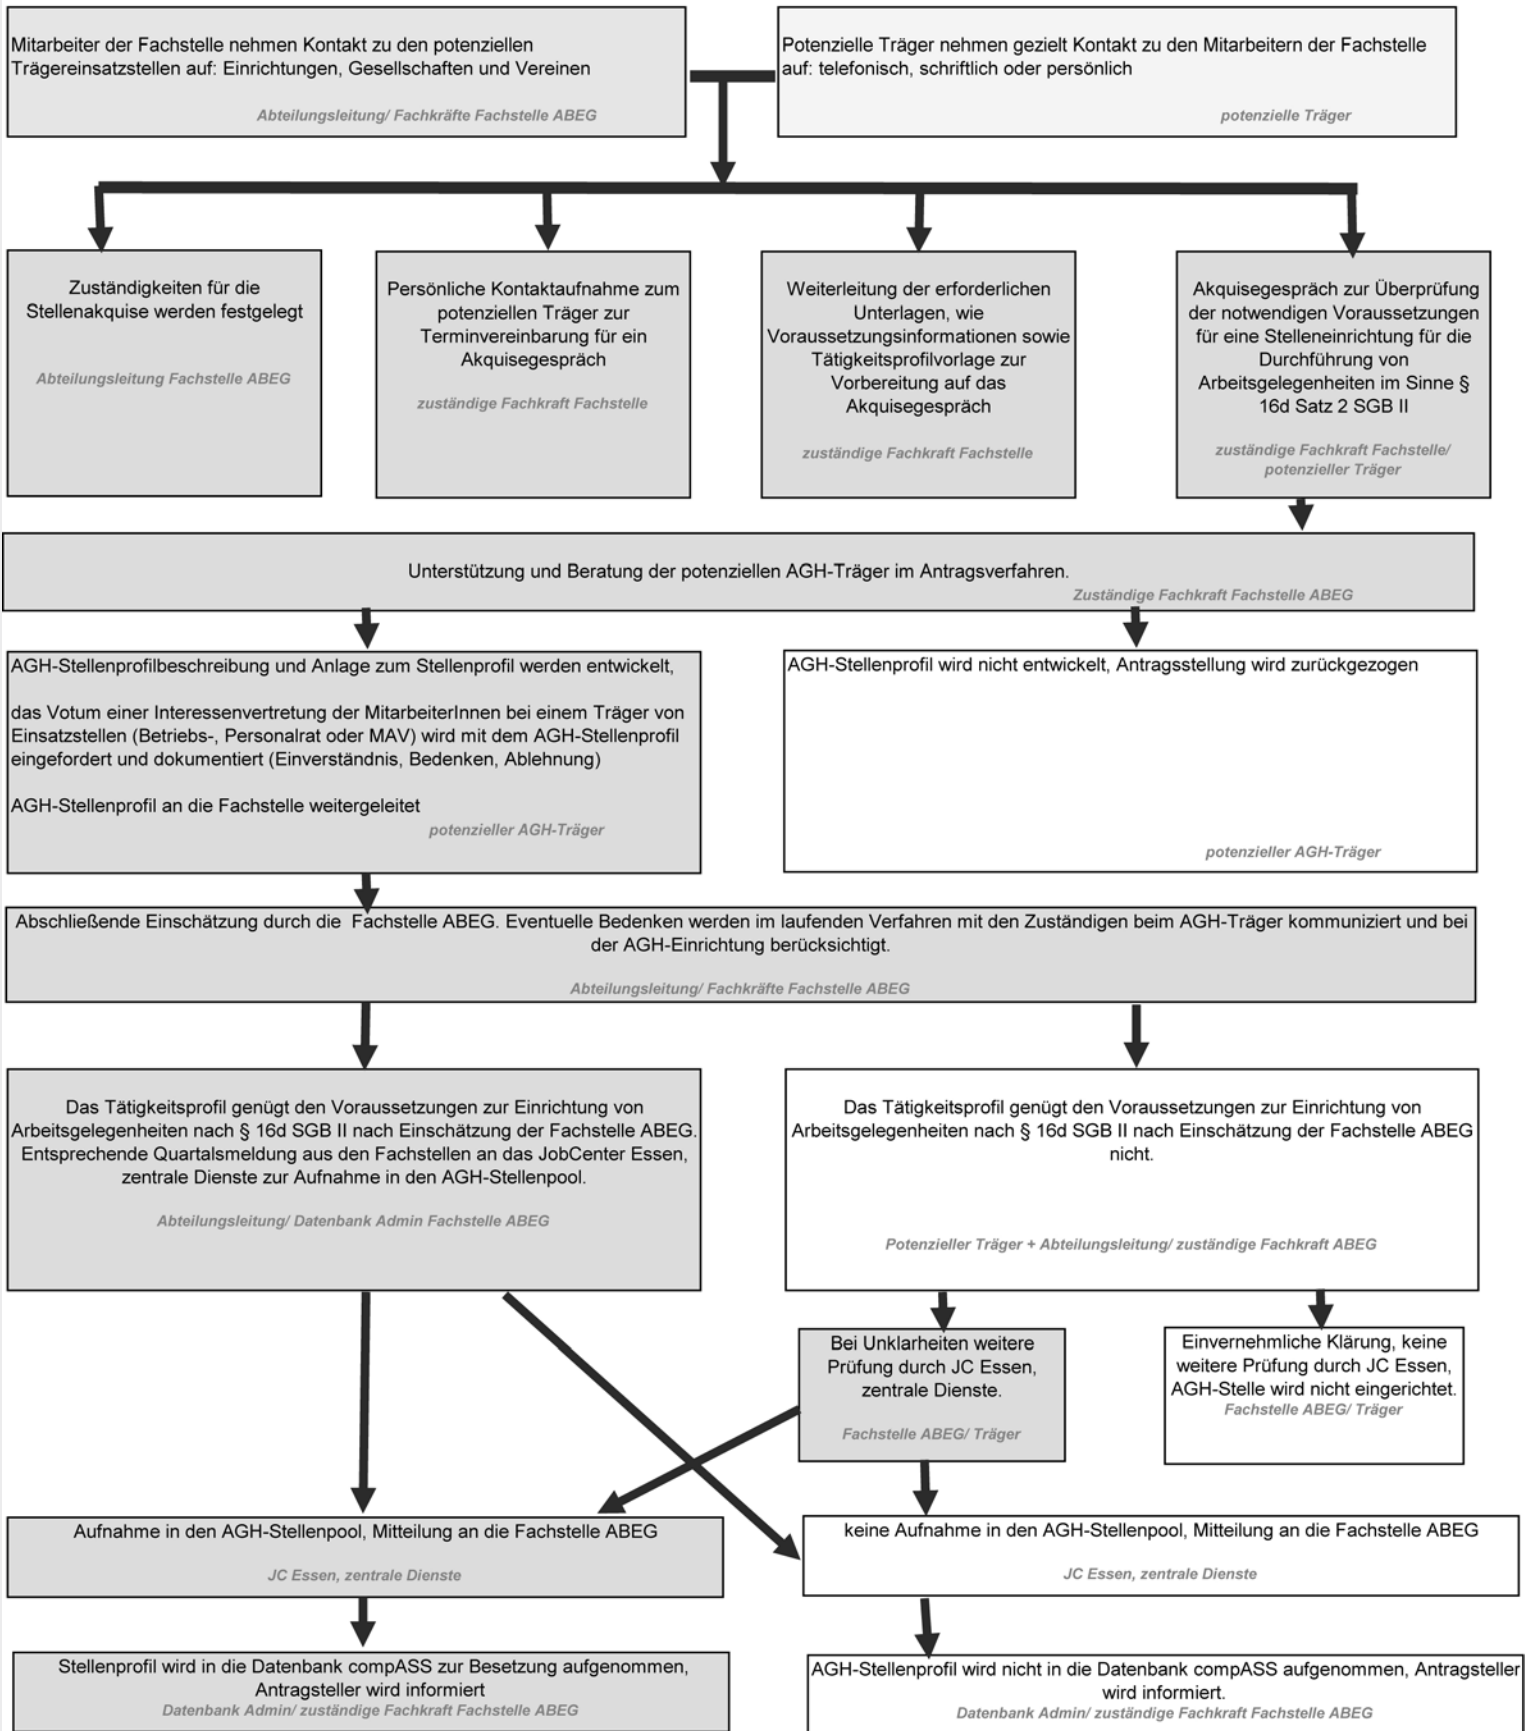 Mitarbeiter der Fachstelle nehmen Kontakt zu den potenziellen
Trägereinsatzstellen auf: Einrichtungen, Gesellschaften und Vereinen
Abteilungsleitung/ Fachkräfte Fachstelle ABEG
Potenzielle Träger nehmen gezielt Kontakt zu den Mitarbeitern der Fachstelle
auf: telefonisch, schriftlich oder persönlich
potenzielle Träger
Zuständigkeiten für die
Stellenakquise werden festgelegt
Abteilungsleitung Fachstelle ABEG
Persönliche Kontaktaufnahme zum
potenziellen Träger zur
Terminvereinbarung für ein
Akquisegespräch
zuständige Fachkraft Fachstelle
Weiterleitung der erforderlichen
Unterlagen, wie
Voraussetzungsinformationen sowie
Tätigkeitsprofilvorlage zur
Vorbereitung auf das
Akquisegespräch
zuständige Fachkraft Fachstelle
Akquisegespräch zur Überprüfung
der notwendigen Voraussetzungen
für eine Stelleneinrichtung für die
Durchführung von
Arbeitsgelegenheiten im Sinne §
16d Satz 2 SGB II
zuständige Fachkraft Fachstelle/
potenzieller Träger
Unterstützung und Beratung der potenziellen AGH-Träger im Antragsverfahren.
Zuständige Fachkraft Fachstelle ABEG
AGH-Stellenprofilbeschreibung und Anlage zum Stellenprofil werden entwickelt,
das Votum einer Interessenvertretung der MitarbeiterInnen bei einem Träger von
Einsatzstellen (Betriebs-, Personalrat oder MAV) wird mit dem AGH-Stellenprofil
eingefordert und dokumentiert (Einverständnis, Bedenken, Ablehnung)
AGH-Stellenprofil an die Fachstelle weitergeleitet
potenzieller AGH-Träger
AGH-Stellenprofil wird nicht entwickelt, Antragsstellung wird zurückgezogen
potenzieller AGH-Träger
Abschließende Einschätzung durch die  Fachstelle ABEG. Eventuelle Bedenken werden im laufenden Verfahren mit den Zuständigen beim AGH-Träger kommuniziert und bei
der AGH-Einrichtung berücksichtigt.
Abteilungsleitung/ Fachkräfte Fachstelle ABEG
Das Tätigkeitsprofil genügt den Voraussetzungen zur Einrichtung von
Arbeitsgelegenheiten nach § 16d SGB II nach Einschätzung der Fachstelle ABEG.
Entsprechende Quartalsmeldung aus den Fachstellen an das JobCenter Essen,
zentrale Dienste zur Aufnahme in den AGH-Stellenpool.
Abteilungsleitung/ Datenbank Admin Fachstelle ABEG
Das Tätigkeitsprofil genügt den Voraussetzungen zur Einrichtung von
Arbeitsgelegenheiten nach § 16d SGB II nach Einschätzung der Fachstelle ABEG
nicht.
Potenzieller Träger + Abteilungsleitung/ zuständige Fachkraft ABEG
Bei Unklarheiten weitere
Prüfung durch JC Essen,
zentrale Dienste.
Fachstelle ABEG/ Träger
Einvernehmliche Klärung, keine
weitere Prüfung durch JC Essen,
AGH-Stelle wird nicht eingerichtet.
Fachstelle ABEG/ Träger
Aufnahme in den AGH-Stellenpool, Mitteilung an die Fachstelle ABEG
JC Essen, zentrale Dienste
keine Aufnahme in den AGH-Stellenpool, Mitteilung an die Fachstelle ABEG
JC Essen, zentrale Dienste
Stellenprofil wird in die Datenbank compASS zur Besetzung aufgenommen,
Antragsteller wird informiert
Datenbank Admin/ zuständige Fachkraft Fachstelle ABEG
AGH-Stellenprofil wird nicht in die Datenbank compASS aufgenommen, Antragsteller
wird informiert.
Datenbank Admin/ zuständige Fachkraft Fachstelle ABEG